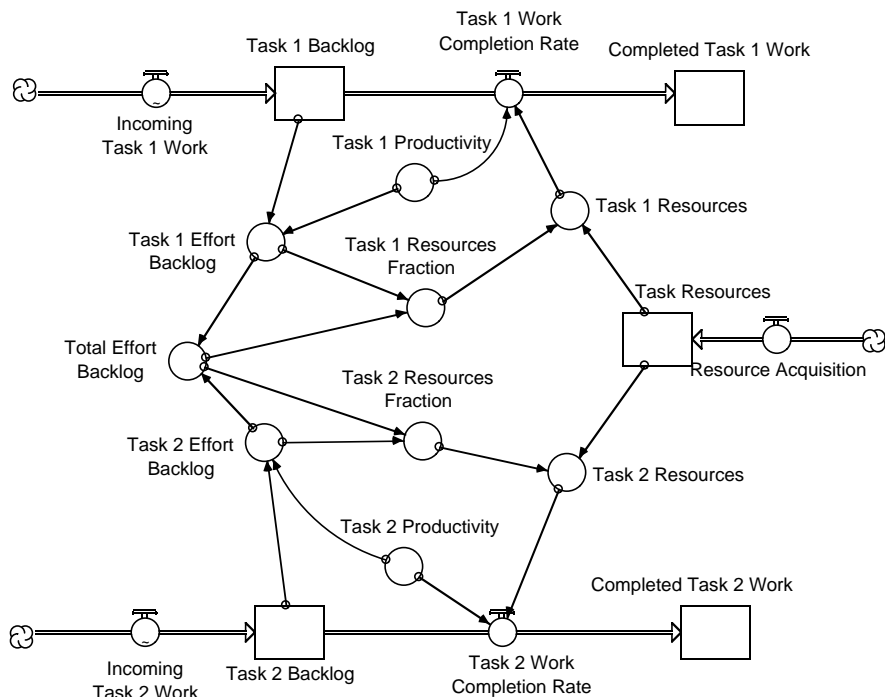 Task 1 Backlog
Task 1 Work
Completion Rate
Completed Task 1 Work
Incoming
Task 1 Work
Task 1 Productivity
Task 1 Resources
Task 1 Effort
Backlog
Task 1 Resources
Fraction
Task Resources
Total Effort
Backlog
Resource Acquisition
Task 2 Resources
Fraction
Task 2 Effort
Backlog
Task 2 Resources
Task 2 Productivity
Completed Task 2 Work
Incoming
Task 2 Work
Task 2 Backlog
Task 2 Work
Completion Rate